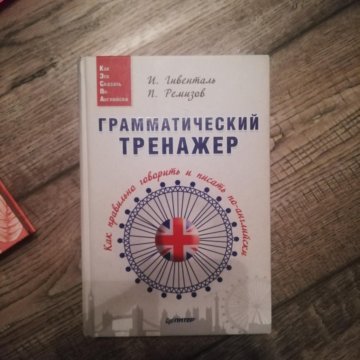 Как
Это
Сказать
По
Английски
И. Гивенталь
П. Ремизов
ГРАММАТИЧЕСКИЙ
ТРЕНАЖЕР
Как правильно говорить и писать по-английски
ПИТЕР